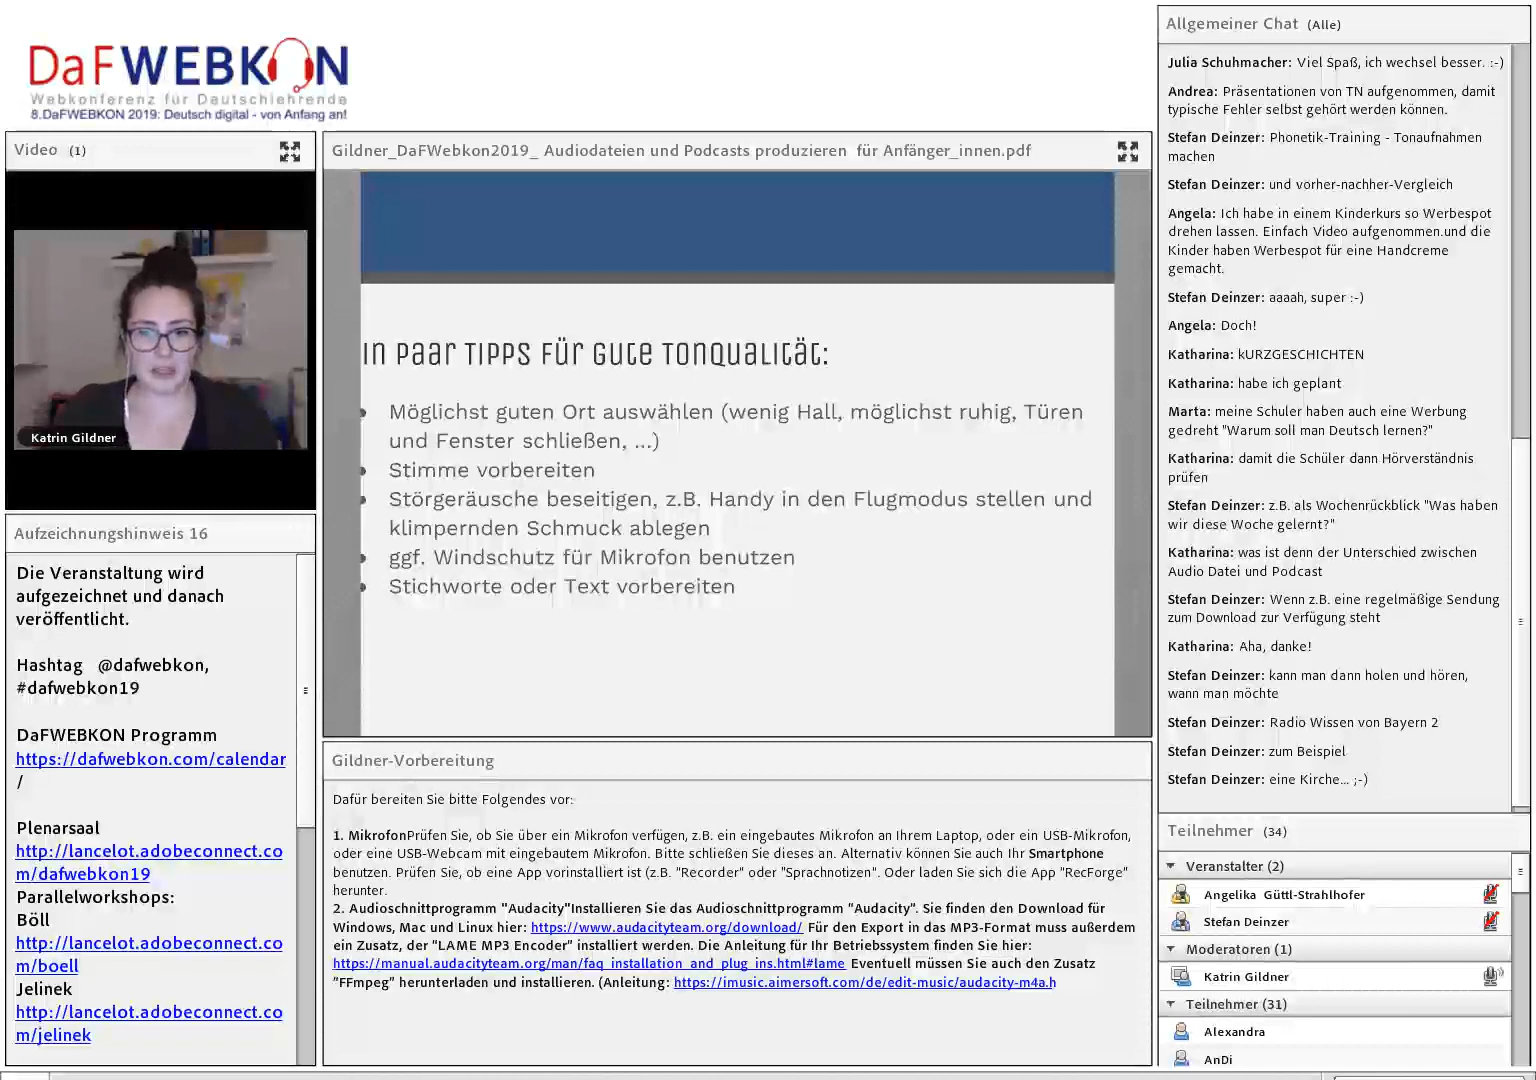 DaFWEBKON
Webkonferenz für Deutschlehrende
8.DaFWEBKON 2019: Deutsch digital - von Anfang an!
Video (1)
Katrin Gildner
Aufzeichnungshinweis 16
Die Veranstaltung wird
aufgezeichnet und danach
veröffentlicht.
Hashtag @dafwebkon,
#dafwebkon19
DaFWEBKON Programm
https://dafwebkon.com/calendar
/
Plenarsaal
http://lancelot.adobeconnect.co
m/dafwebkon19
Parallelworkshops:
Böll
http://lancelot.adobeconnect.co
m/boell
Jelinek
http://lancelot.adobeconnect.co
m/jelinek
Gildner_DaFWebkon2019_ Audiodateien und Podcasts produzieren für Anfänger_innen.pdf
in paar Tipps für gute Tonqualität:
Möglichst guten Ort auswählen (wenig Hall, möglichst ruhig, Türen
und Fenster schließen, ...)
Stimme vorbereiten
Störgeräusche beseitigen, z.B. Handy in den Flugmodus stellen und
klimpernden Schmuck ablegen
ggf. Windschutz für Mikrofon benutzen
Stichworte oder Text vorbereiten
Gildner-Vorbereitung
Dafür bereiten Sie bitte Folgendes vor:
1. MikrofonPrüfen Sie, ob Sie über ein Mikrofon verfügen, z.B. ein eingebautes Mikrofon an Ihrem Laptop, oder ein USB-Mikrofon,
oder eine USB-Webcam mit eingebautem Mikrofon. Bitte schließen Sie dieses an. Alternativ können Sie auch Ihr Smartphone
benutzen. Prüfen Sie, ob eine App vorinstalliert ist (z.B. "Recorder" oder "Sprachnotizen". Oder laden Sie sich die App "RecForge"
herunter.
2. Audioschnittprogramm "Audacity"Installieren Sie das Audioschnittprogramm "Audacity". Sie finden den Download für
Windows, Mac und Linux hier: https://www.audacityteam.org/download/ Für den Export in das MP3-Format muss außerdem
ein Zusatz, der "LAME MP3 Encoder" installiert werden. Die Anleitung für Ihr Betriebssystem finden Sie hier:
https://manual.audacityteam.org/man/faq_installation_and_plug_ins.html#lame Eventuell müssen Sie auch den Zusatz
"FFmpeg" herunterladen und installieren. (Anleitung: https://imusic.aimersoft.com/de/edit-music/audacity-m4a.h
Allgemeiner Chat (Alle)
Julia Schuhmacher: Viel Spaß, ich wechsel besser. :-)
Andrea: Präsentationen von TN aufgenommen, damit
typische Fehler selbst gehört werden können.
Stefan Deinzer: Phonetik-Training - Tonaufnahmen
machen
Stefan Deinzer: und vorher-nachher-Vergleich
Angela: Ich habe in einem Kinderkurs so Werbespot
drehen lassen. Einfach Video aufgenommen.und die
Kinder haben Werbespot für eine Handcreme
gemacht.
Stefan Deinzer: aaaah, super :-)
Angela: Doch!
Katharina: kURZGESCHICHTEN
Katharina: habe ich geplant
Marta: meine Schuler haben auch eine Werbung
gedreht "Warum soll man Deutsch lernen?"
Katharina: damit die Schüler dann Hörverständnis
prüfen
Stefan Deinzer: z.B. als Wochenrückblick "Was haben
wir diese Woche gelernt?"
Katharina: was ist denn der Unterschied zwischen
Audio Datei und Podcast
Stefan Deinzer: Wenn z.B. eine regelmäßige Sendung
zum Download zur Verfügung steht
Katharina: Aha, danke!
Stefan Deinzer: kann man dann holen und hören,
wann man möchte
Stefan Deinzer: Radio Wissen von Bayern 2
Stefan Deinzer: zum Beispiel
Stefan Deinzer: eine Kirche... ;-)
Teilnehmer (34)
Veranstalter (2)
Angelika Güttl-Strahlhofer
Stefan Deinzer
Moderatoren (1)
Katrin Gildner
Teilnehmer (31)
Alexandra
AnDi